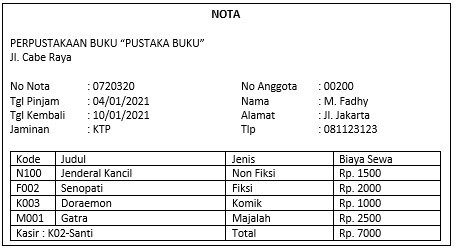 NOTA
PERPUSTAKAAN BUKU “PUSTAKA BUKU”
Jl. Cabe Raya
No Nota : 0720320 No Anggota : 00200
Tgl Pinjam : 04/01/2021 Nama : M. Fadhy
Tgl Kembali : 10/01/2021 Alamat : Jl. Jakarta
Jaminan : KTP Tlp : 081123123
Kode Judul Jenis Biaya Sewa
N100 Jenderal Kancil Non Fiksi Rp. 1500
F002 Senopati Fiksi Rp. 2000
K003 Doraemon Komik Rp. 1000
M001 Gatra Majalah Rp. 2500
Kasir : K02-Santi Total Rp. 7000